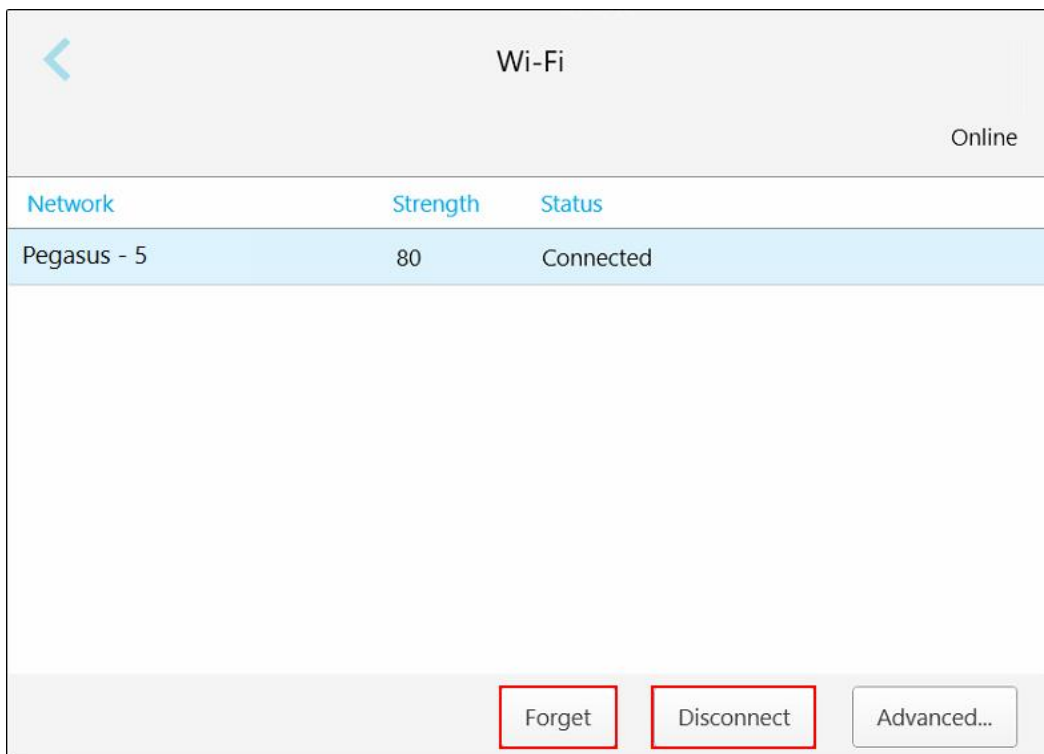 Wi-Fi
Online
Network Strength Status
Pegasus - 5 80 Connected
Forget Disconnect Advanced...